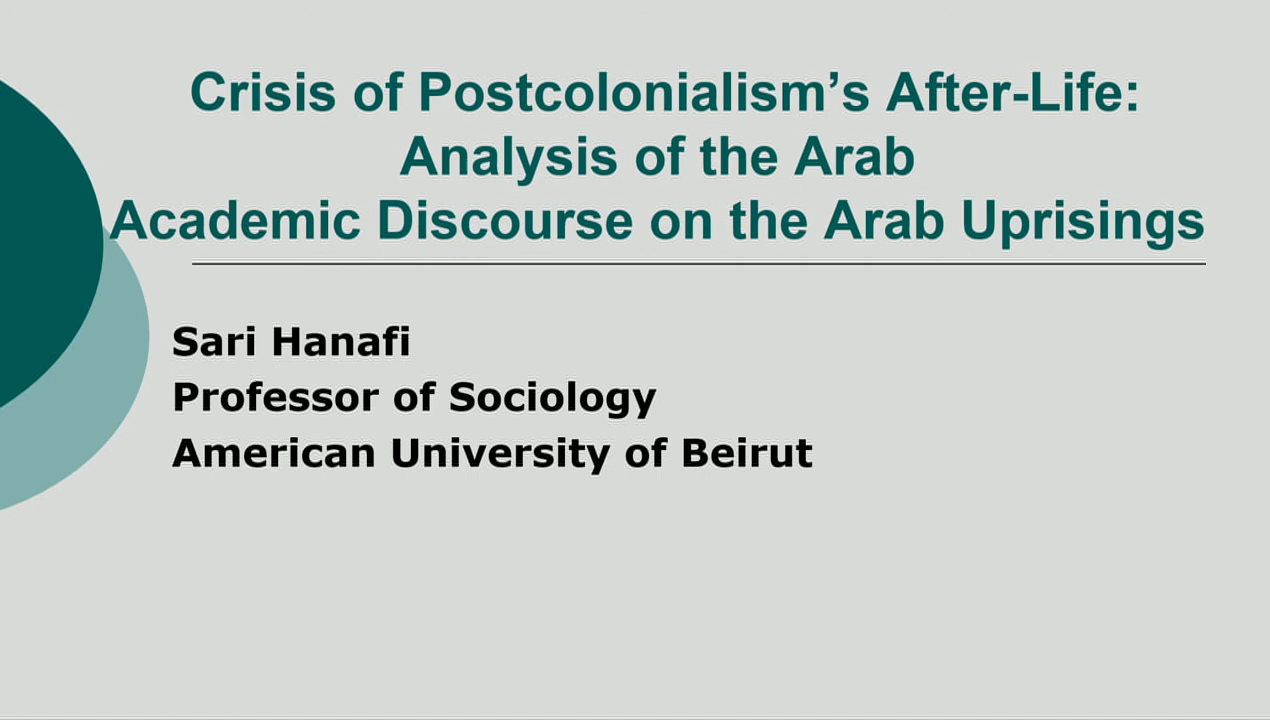 Crisis of Postcolonialism’s After-Life:
Analysis of the Arab
Academic Discourse on the Arab Uprisings
Sari Hanafi
Professor of Sociology
American University of Beirut